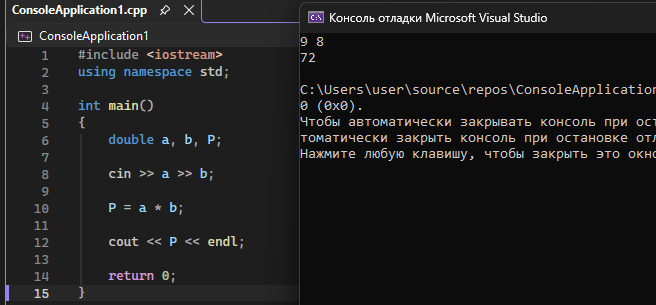 ConsoleApplication1.cpp
ConsoleApplication1
1 #include <iostream>
2 using namespace std;
3
4 int main()
5 {
6 double a, b, P;
7
8 cin >> a >> b;
9
10 P = a * b;
11
12 cout << P << endl;
13
14 return 0;
15 }
Консоль отладки Microsoft Visual Studio
9 8
72
C:\Users\user\source\repos\ConsoleApplication
0 (0x0).
Чтобы автоматически закрывать консоль при
томатически закрыть консоль при остановке
Нажмите любую клавишу, чтобы закрыть это